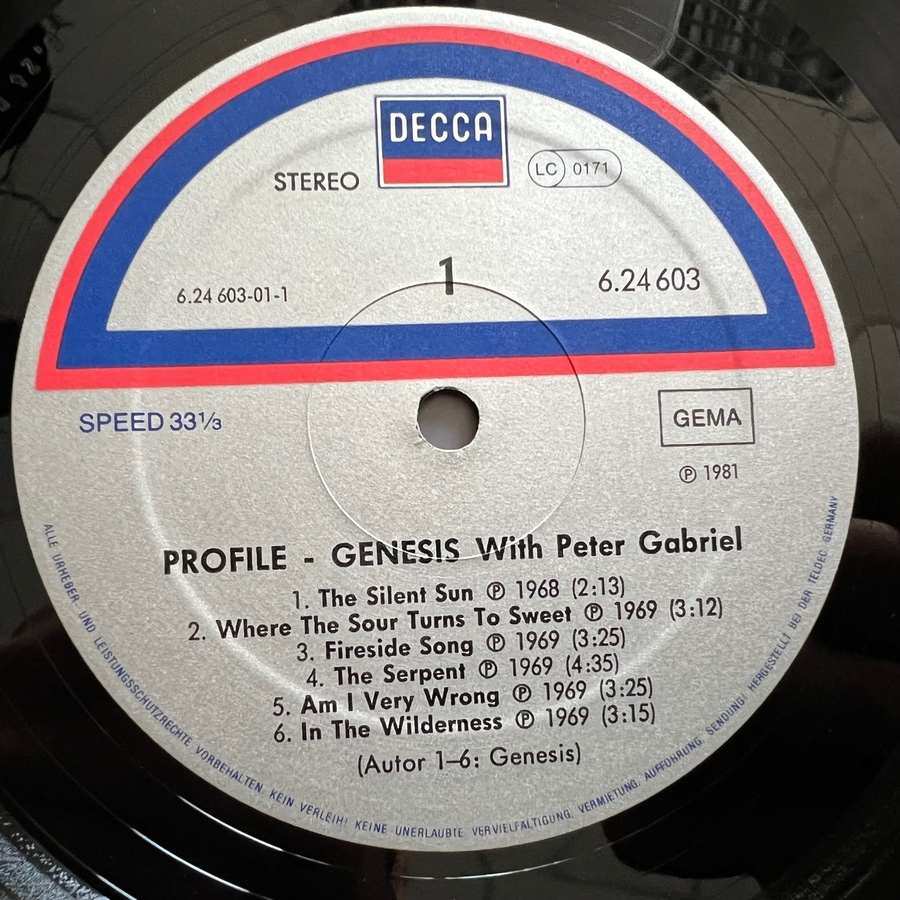 DECCA
STEREO
LC 0171
1
6.24 603-01-1
6.24 603
SPEED 33 1/3
GEMA
℗ 1981
PROFILE - GENESIS With Peter Gabriel
1. The Silent Sun ℗ 1968 (2:13)
2. Where The Sour Turns To Sweet ℗ 1969 (3:12)
3. Fireside Song ℗ 1969 (3:25)
4. The Serpent ℗ 1969 (4:35)
5. Am I Very Wrong ℗ 1969 (3:25)
6. In The Wilderness ℗ 1969 (3:15)
(Autor 1–6: Genesis)
ALLE URHEBER- UND LEISTUNGSSCHUTZRECHTE VORBEHALTEN. KEIN VERLEIH! KEINE UNERLAUBTE VERVIELFÄLTIGUNG, VERMIETUNG, AUFFÜHRUNG, SENDUNG! HERGESTELLT BEI DER TELDEC GERMANY